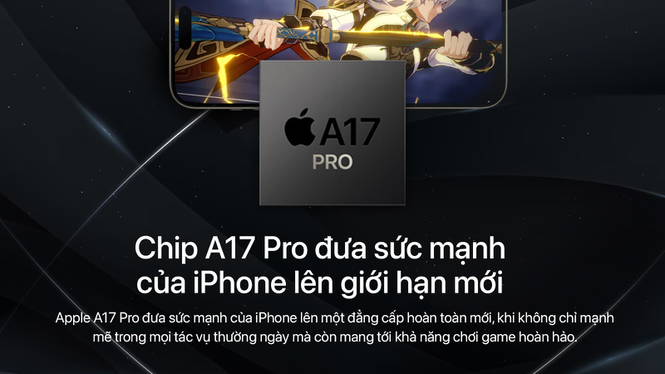 A17
PRO
Chip A17 Pro đưa sức mạnh
của iPhone lên giới hạn mới
Apple A17 Pro đưa sức mạnh của iPhone lên một đẳng cấp hoàn toàn mới, khi không chỉ mạnh
mẽ trong mọi tác vụ thường ngày mà còn mang tới khả năng chơi game hoàn hảo.